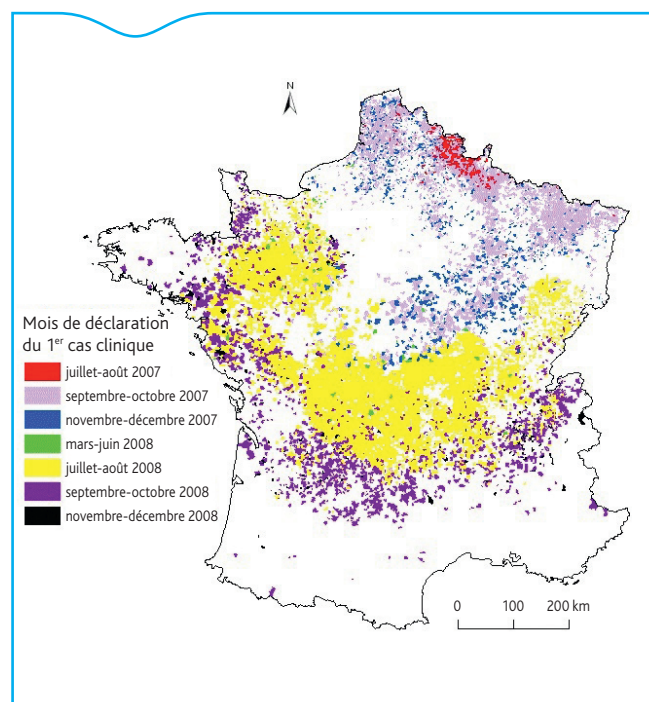 N
Mois de déclaration
du 1er cas clinique
juillet-août 2007
septembre-octobre 2007
novembre-décembre 2007
mars-juin 2008
juillet-août 2008
septembre-octobre 2008
novembre-décembre 2008
0 100 200 km